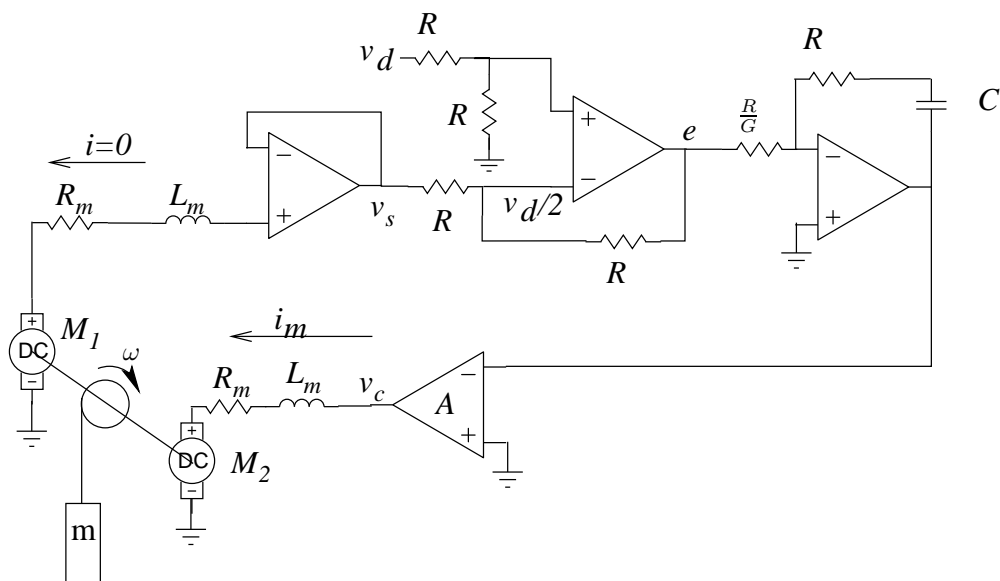 R
v_d
R
+
−
e
R/G
R
C
−
+
i=0
R_m
L_m
−
+
v_s
R
v_d/2
R
+
DC
−
M_1
ω
i_m
R_m
L_m
v_c
A
−
+
+
DC
−
M_2
m